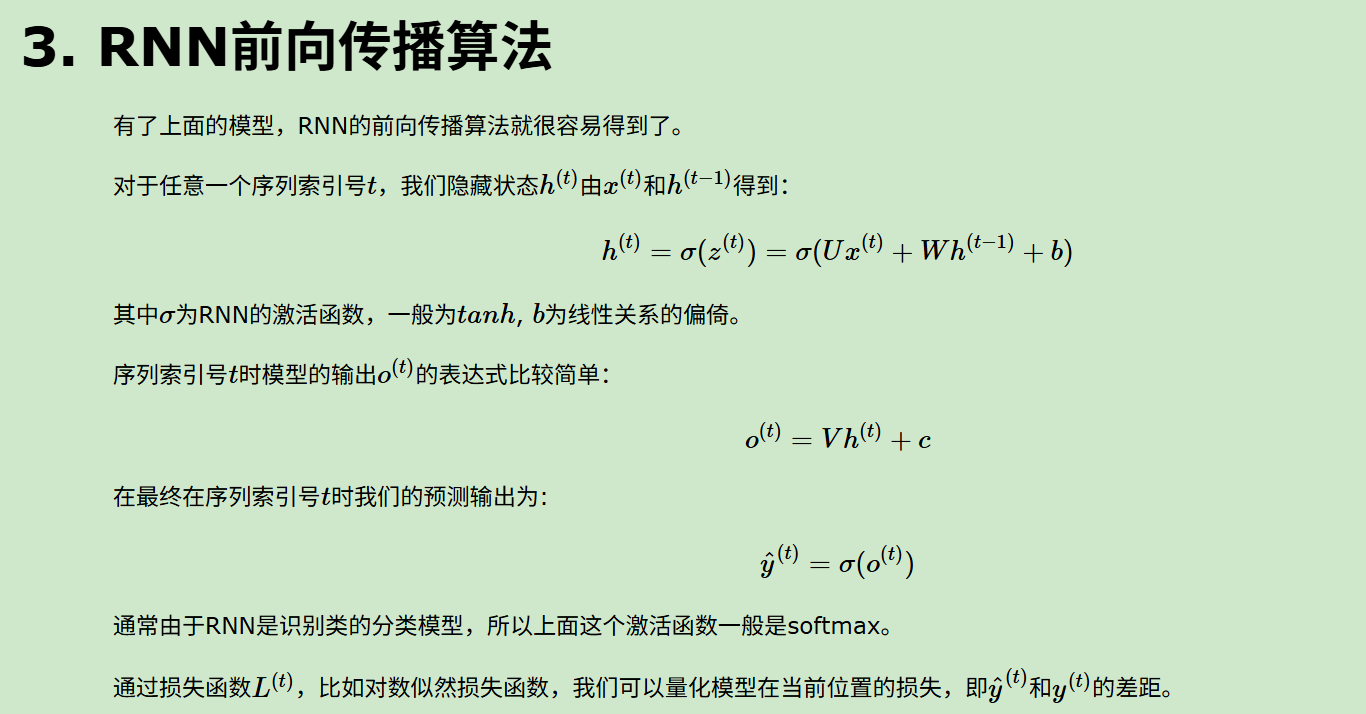 3. RNN前向传播算法
有了上面的模型，RNN的前向传播算法就很容易得到了。
对于任意一个序列索引号t，我们隐藏状态h^(t)由x^(t)和h^(t−1)得到：
h^(t) = σ(z^(t)) = σ(Ux^(t) + Wh^(t−1) + b)
其中σ为RNN的激活函数，一般为tanh, b为线性关系的偏倚。
序列索引号t时模型的输出o^(t)的表达式比较简单：
o^(t) = Vh^(t) + c
在最终在序列索引号t时我们的预测输出为：
ŷ^(t) = σ(o^(t))
通常由于RNN是识别类的分类模型，所以上面这个激活函数一般是softmax。
通过损失函数L^(t)，比如对数似然损失函数，我们可以量化模型在当前位置的损失，即ŷ^(t)和y^(t)的差距。